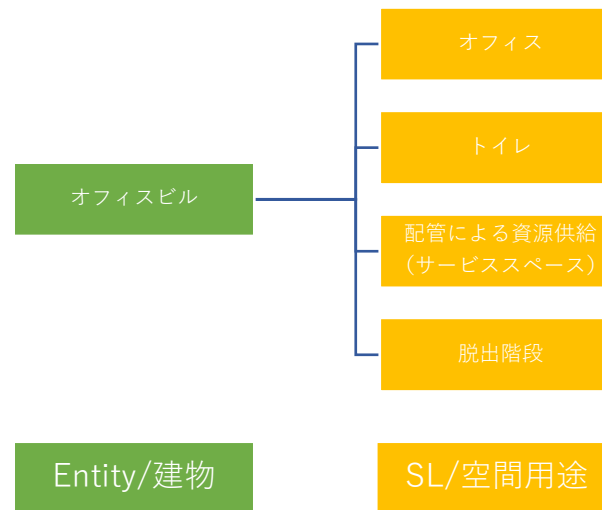 オフィス
トイレ
オフィスビル
配管による資源供給
(サービススペース)
脱出階段
Entity/建物
SL/空間用途